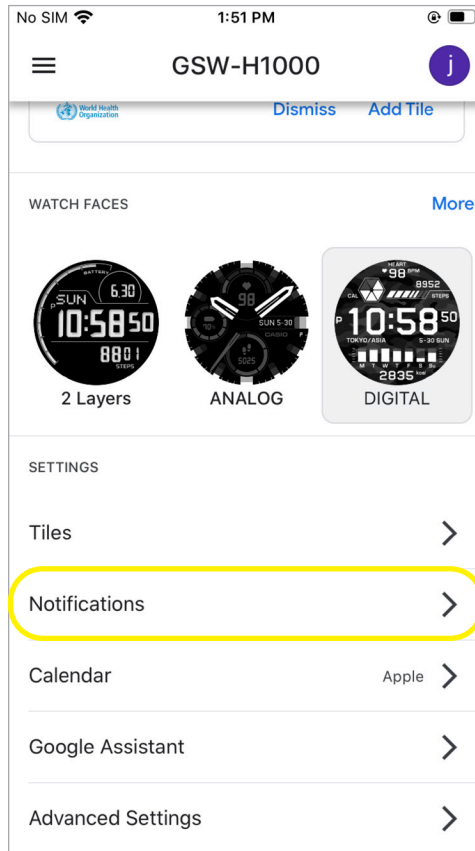 No SIM 1:51 PM
GSW-H1000 j
World Health
Organization
Dismiss Add Tile
WATCH FACES More
BATTERY
SUN 6.30
P 10:58 50
8801
STEPS
2 Layers
98
70%
SUN 5-30
CASIO
5025
ANALOG
HEART
98 BPM
8952
CAL STEPS
P 10:58 50
TOKYO/ASIA 5-30 SUN
M T W T F S Su
2835 kcal
DIGITAL
SETTINGS
Tiles
Notifications
Calendar Apple
Google Assistant
Advanced Settings